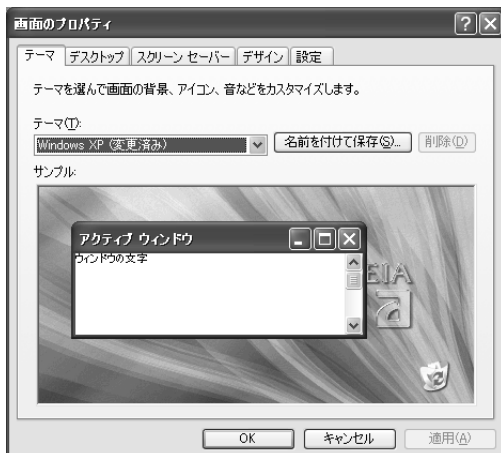 画面のプロパティ
テーマ デスクトップ スクリーン セーバー デザイン 設定
テーマを選んで画面の背景、アイコン、音などをカスタマイズします。
テーマ(T):
Windows XP (変更済み) 名前を付けて保存(S)... 削除(D)
サンプル:
アクティブ ウィンドウ
ウィンドウの文字
EIA
OK キャンセル 適用(A)